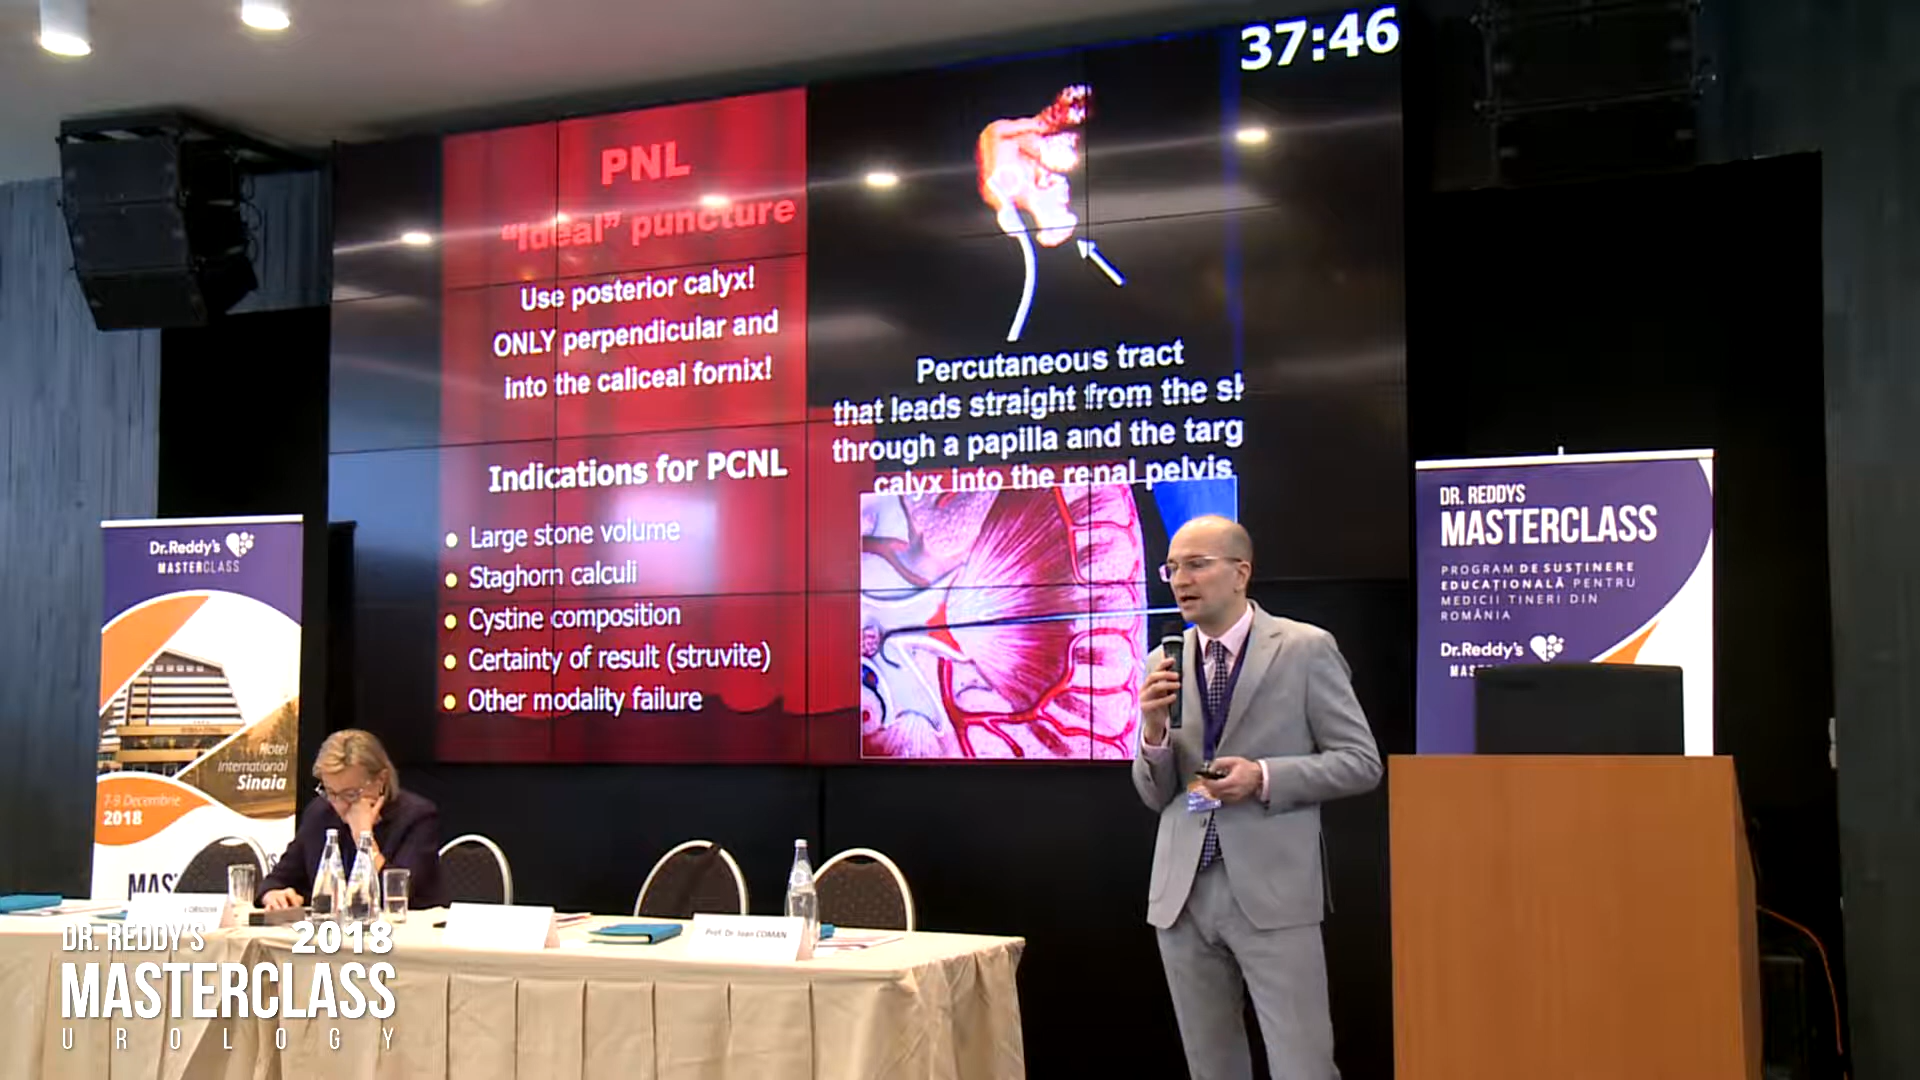 37:46
PNL
"Ideal" puncture
Use posterior calyx!
ONLY perpendicular and
into the caliceal fornix!
Indications for PCNL
Large stone volume
Staghorn calculi
Cystine composition
Certainty of result (struvite)
Other modality failure
Percutaneous tract
that leads straight from the sk
through a papilla and the targ
calyx into the renal pelvis
Dr.Reddy's
MASTERCLASS
Hotel
International
Sinaia
7-9 Decembrie
2018
MAS
DR. REDDYS
MASTERCLASS
PROGRAM DE SUSȚINERE
EDUCAȚIONALĂ PENTRU
MEDICII TINERI DIN
ROMÂNIA
Dr.Reddy's
MAS
Prof. Dr. Ioan COMAN
DR. REDDY'S 2018
MASTERCLASS
UROLOGY